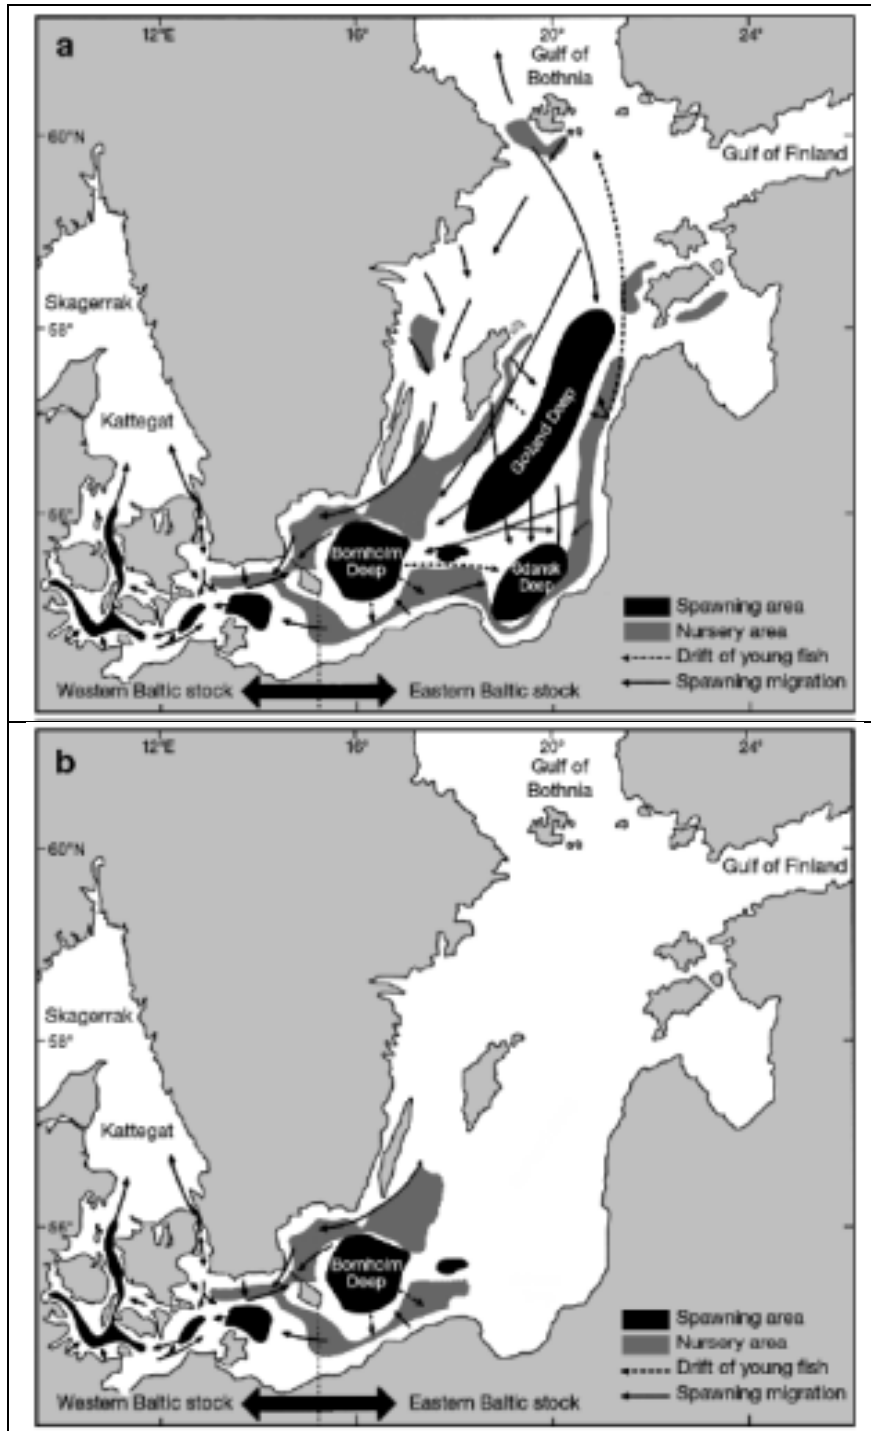 a
12°E
16°
20°
24°
Gulf of
Bothnia
60°N
Gulf of Finland
Skagerrak
58°
Kattegat
Gotland Deep
56°
Bornholm
Deep
Gdansk
Deep
Spawning area
Nursery area
Drift of young fish
Spawning migration
Western Baltic stock
Eastern Baltic stock
b
12°E
16°
20°
24°
Gulf of
Bothnia
60°N
Gulf of Finland
Skagerrak
58°
Kattegat
56°
Bornholm
Deep
Spawning area
Nursery area
Drift of young fish
Spawning migration
Western Baltic stock
Eastern Baltic stock